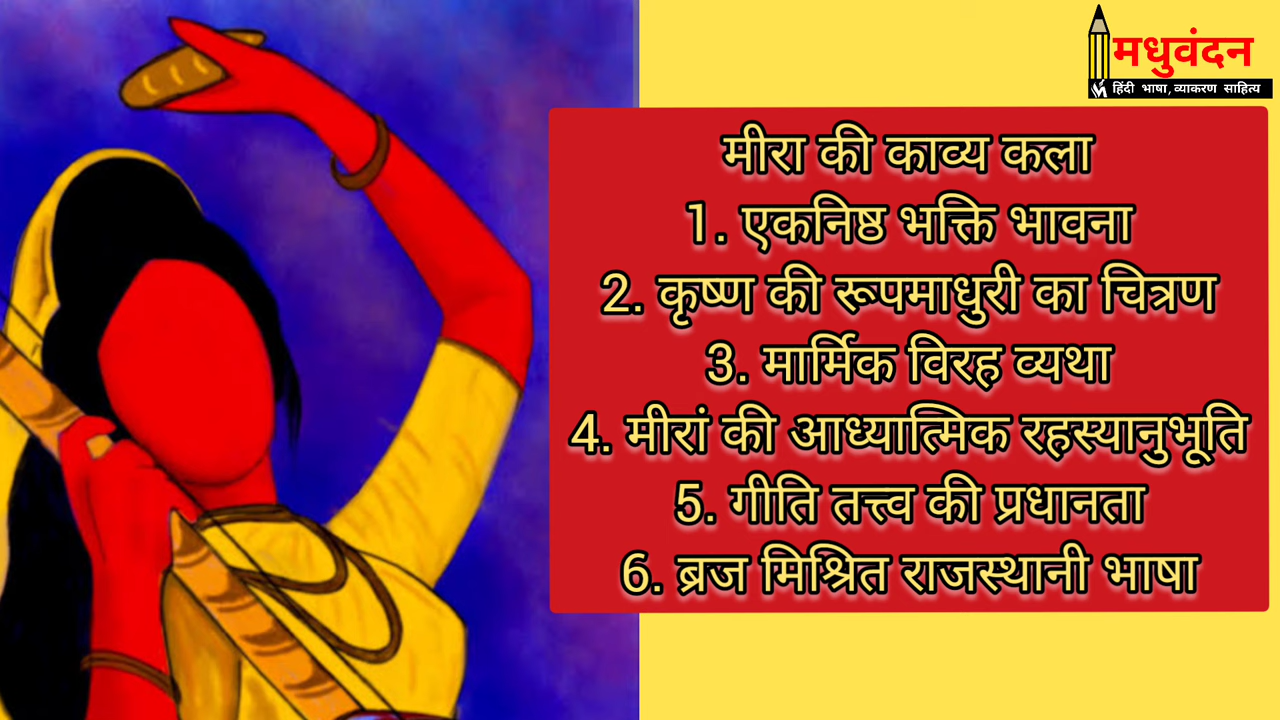 मधुवंदन
हिंदी भाषा, व्याकरण साहित्य
मीरा की काव्य कला
1. एकनिष्ठ भक्ति भावना
2. कृष्ण की रूपमाधुरी का चित्रण
3. मार्मिक विरह व्यथा
4. मीरां की आध्यात्मिक रहस्यानुभूति
5. गीति तत्त्व की प्रधानता
6. ब्रज मिश्रित राजस्थानी भाषा